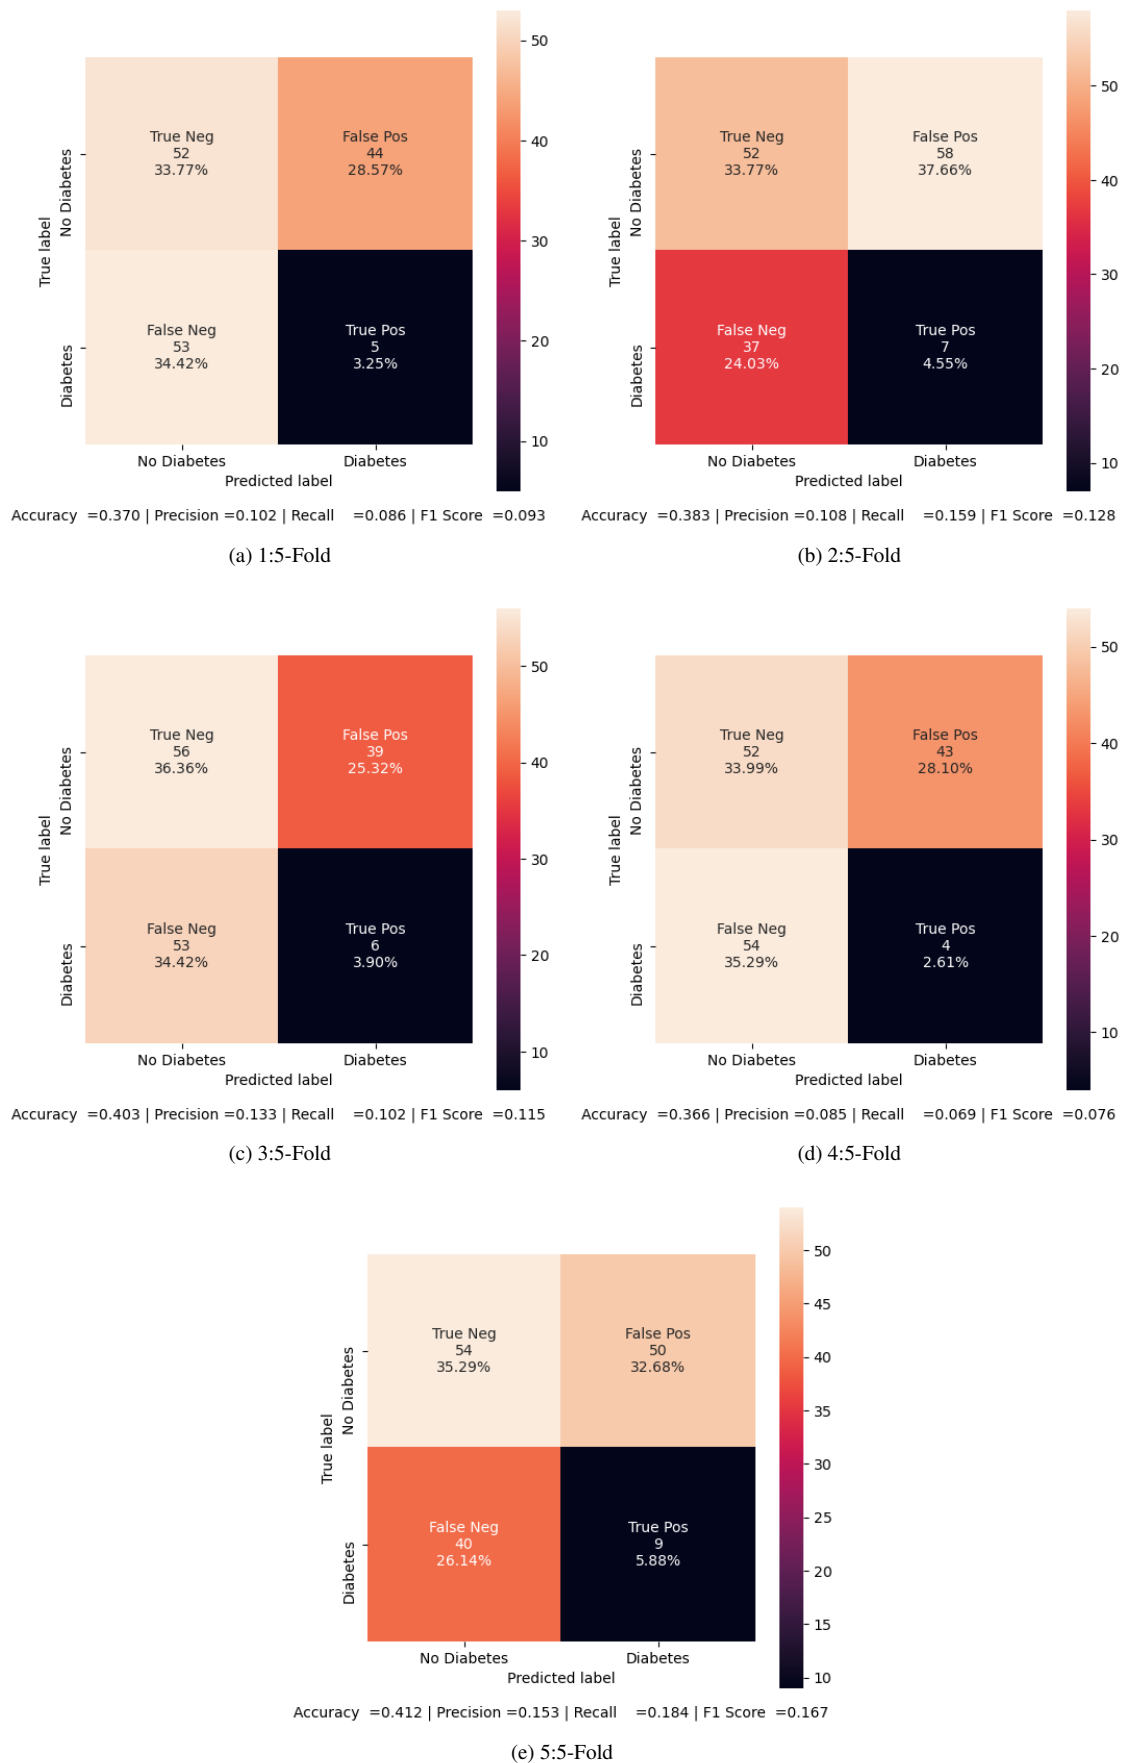 50
40
30
20
10
True Neg
52
33.77%
False Pos
44
28.57%
False Neg
53
34.42%
True Pos
5
3.25%
True label
No Diabetes
Diabetes
No Diabetes
Diabetes
Predicted label
Accuracy =0.370 | Precision =0.102 | Recall =0.086 | F1 Score =0.093
(a) 1:5-Fold
50
40
30
20
10
True Neg
52
33.77%
False Pos
58
37.66%
False Neg
37
24.03%
True Pos
7
4.55%
True label
No Diabetes
Diabetes
No Diabetes
Diabetes
Predicted label
Accuracy =0.383 | Precision =0.108 | Recall =0.159 | F1 Score =0.128
(b) 2:5-Fold
50
40
30
20
10
True Neg
56
36.36%
False Pos
39
25.32%
False Neg
53
34.42%
True Pos
6
3.90%
True label
No Diabetes
Diabetes
No Diabetes
Diabetes
Predicted label
Accuracy =0.403 | Precision =0.133 | Recall =0.102 | F1 Score =0.115
(c) 3:5-Fold
50
40
30
20
10
True Neg
52
33.99%
False Pos
43
28.10%
False Neg
54
35.29%
True Pos
4
2.61%
True label
No Diabetes
Diabetes
No Diabetes
Diabetes
Predicted label
Accuracy =0.366 | Precision =0.085 | Recall =0.069 | F1 Score =0.076
(d) 4:5-Fold
50
45
40
35
30
25
20
15
10
True Neg
54
35.29%
False Pos
50
32.68%
False Neg
40
26.14%
True Pos
9
5.88%
True label
No Diabetes
Diabetes
No Diabetes
Diabetes
Predicted label
Accuracy =0.412 | Precision =0.153 | Recall =0.184 | F1 Score =0.167
(e) 5:5-Fold